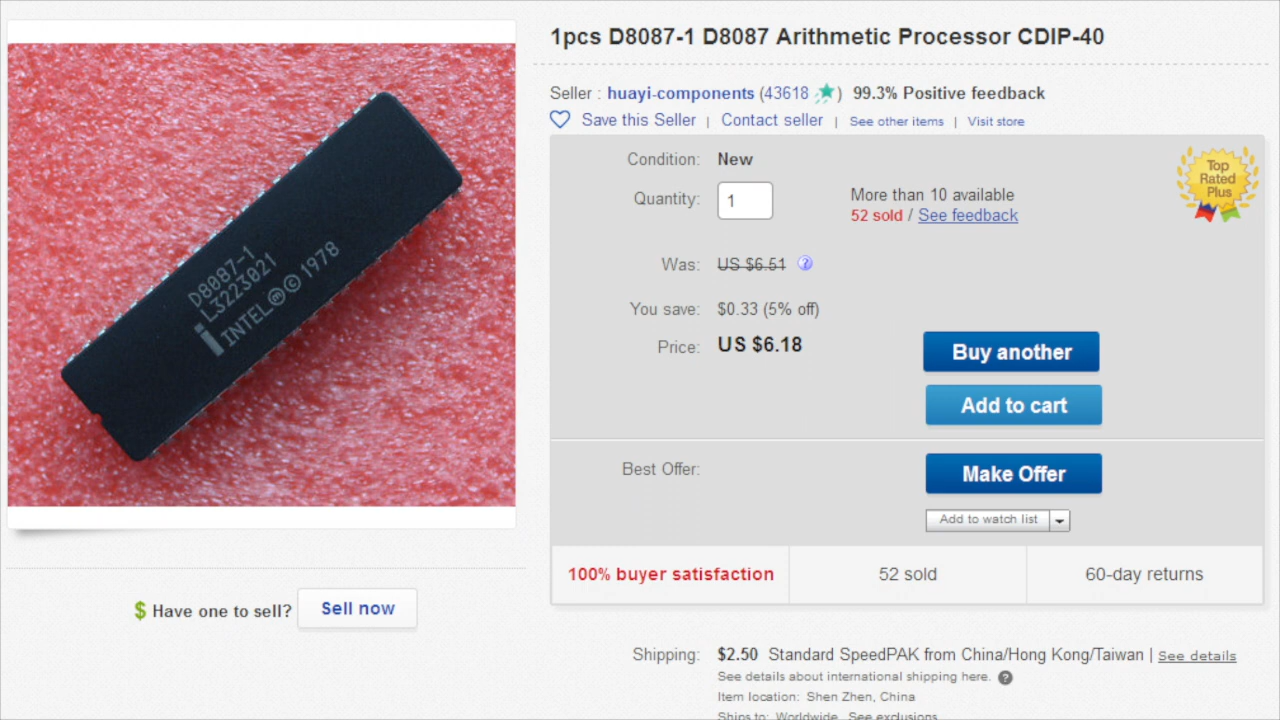 1pcs D8087-1 D8087 Arithmetic Processor CDIP-40
Seller : huayi-components (43618 ) 99.3% Positive feedback
Save this Seller | Contact seller | See other items | Visit store
Condition: New
Quantity: 1
More than 10 available
52 sold / See feedback
Top
Rated
Plus
Was: US $6.51 ?
You save: $0.33 (5% off)
Price: US $6.18
Buy another
Add to cart
Best Offer:
Make Offer
Add to watch list
100% buyer satisfaction
52 sold
60-day returns
D8087-1
L3223021
i INTEL Ⓜ © 1978
$ Have one to sell? Sell now
Shipping: $2.50 Standard SpeedPAK from China/Hong Kong/Taiwan | See details
See details about international shipping here. ?
Item location: Shen Zhen, China
Ships to: Worldwide See exclusions